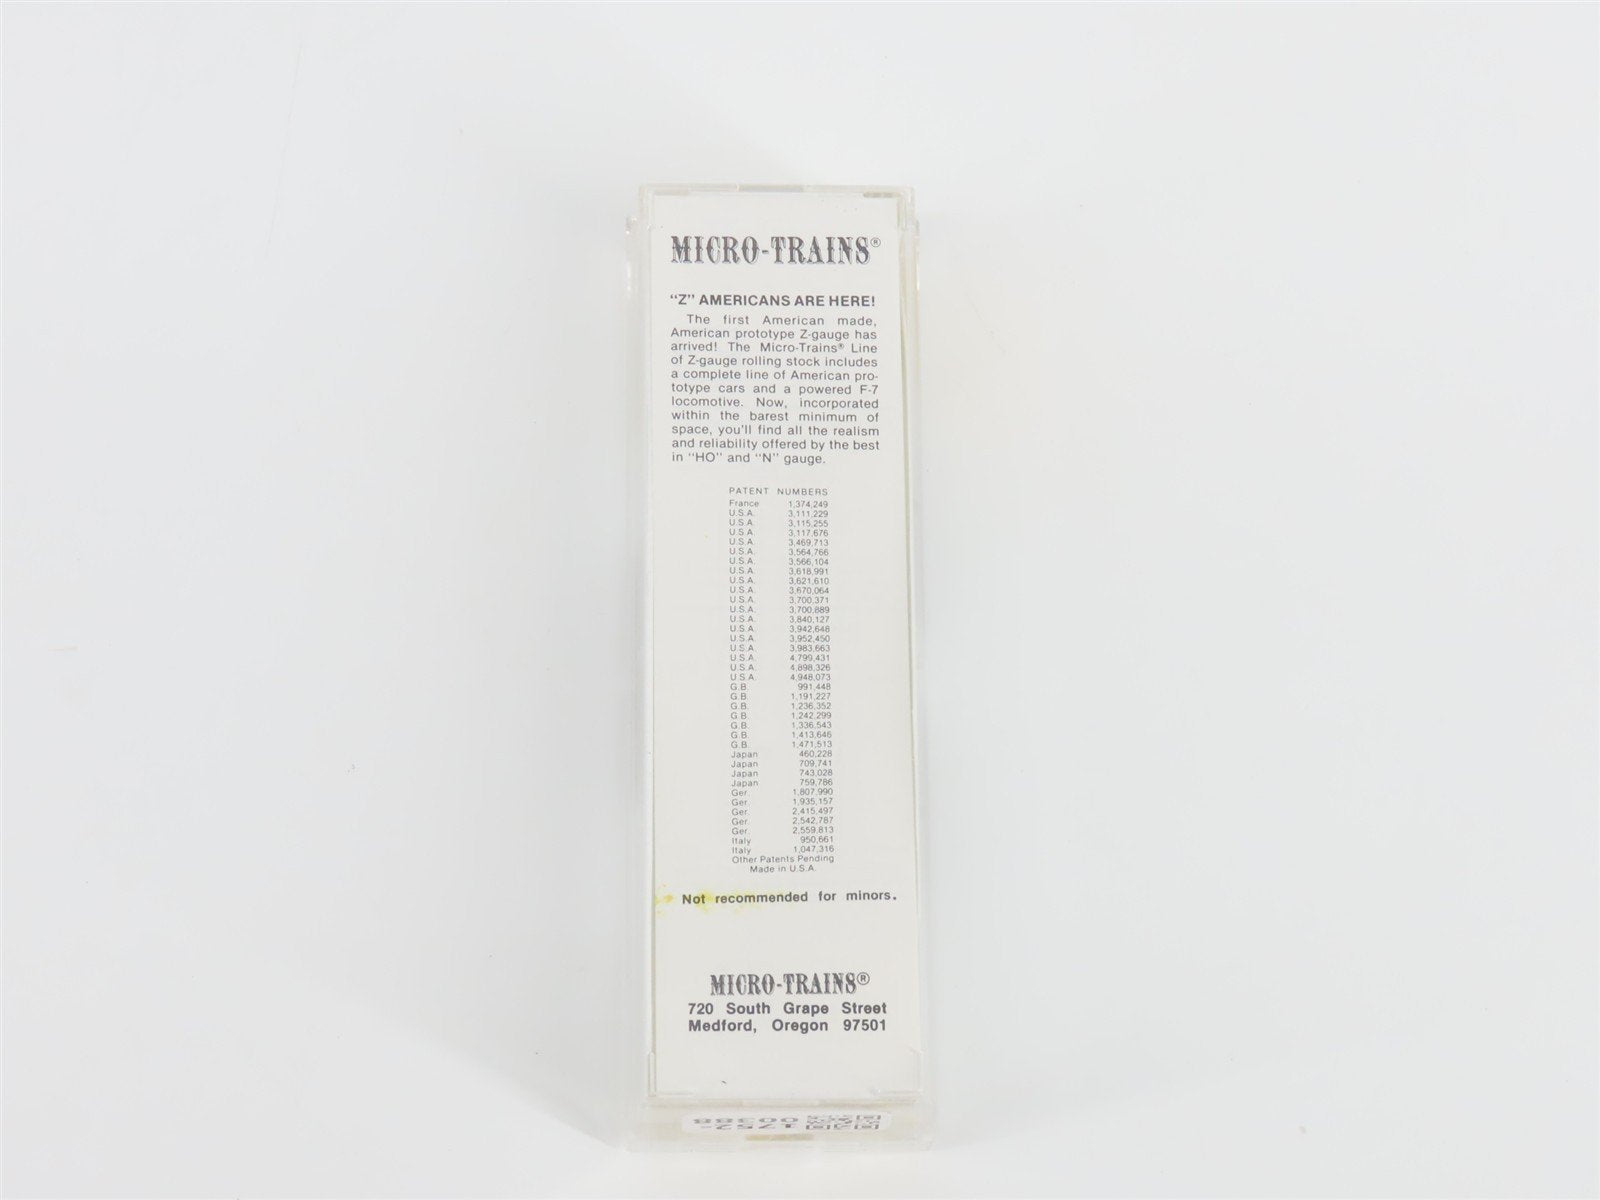 MICRO-TRAINS®
"Z" AMERICANS ARE HERE!
The first American made,
American prototype Z-gauge has
arrived! The Micro-Trains® Line
of Z-gauge rolling stock includes
a complete line of American pro-
totype cars and a powered F-7
locomotive. Now, incorporated
within the barest minimum of
space, you'll find all the realism
and reliability offered by the best
in "HO" and "N" gauge.
PATENT NUMBERS
France 1,374,249
U.S.A. 3,111,229
U.S.A. 3,115,255
U.S.A. 3,117,676
U.S.A. 3,469,713
U.S.A. 3,564,766
U.S.A. 3,566,104
U.S.A. 3,618,991
U.S.A. 3,621,610
U.S.A. 3,670,064
U.S.A. 3,700,371
U.S.A. 3,700,889
U.S.A. 3,840,127
U.S.A. 3,942,648
U.S.A. 3,952,450
U.S.A. 3,983,663
U.S.A. 4,799,431
U.S.A. 4,898,326
U.S.A. 4,948,073
G.B. 991,448
G.B. 1,191,227
G.B. 1,236,352
G.B. 1,242,299
G.B. 1,336,543
G.B. 1,413,646
G.B. 1,471,513
Japan 460,228
Japan 709,741
Japan 743,028
Japan 759,786
Ger. 1,807,990
Ger. 1,935,157
Ger. 2,415,497
Ger. 2,542,787
Ger. 2,559,813
Italy 950,661
Italy 1,047,316
Other Patents Pending
Made in U.S.A.
Not recommended for minors.
MICRO-TRAINS®
720 South Grape Street
Medford, Oregon 97501
1752-
00388